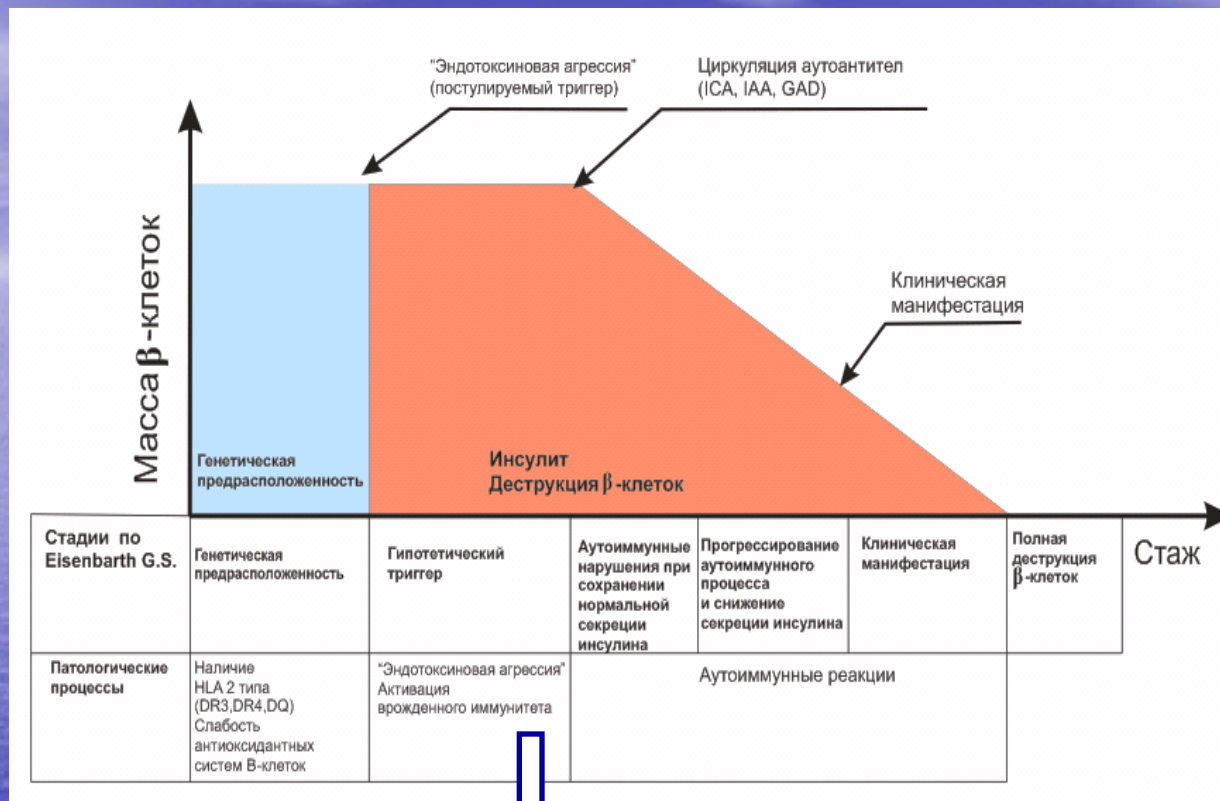 "Эндотоксиновая агрессия"
(постулируемый триггер)
Циркуляция аутоантител
(ICA, IAA, GAD)
Масса β-клеток
Клиническая
манифестация
Генетическая
предрасположенность
Инсулит
Деструкция β-клеток
Стадии по
Eisenbarth G.S.
Генетическая
предрасположенность
Гипотетический
триггер
Аутоиммунные
нарушения при
сохранении
нормальной
секреции
инсулина
Прогрессирование
аутоиммунного
процесса
и снижение
секреции инсулина
Клиническая
манифестация
Полная
деструкция
β-клеток
Стаж
Патологические
процессы
Наличие
HLA 2 типа
(DR3,DR4,DQ)
Слабость
антиоксидантных
систем В-клеток
"Эндотоксиновая агрессия"
Активация
врожденного иммунитета
Аутоиммунные реакции